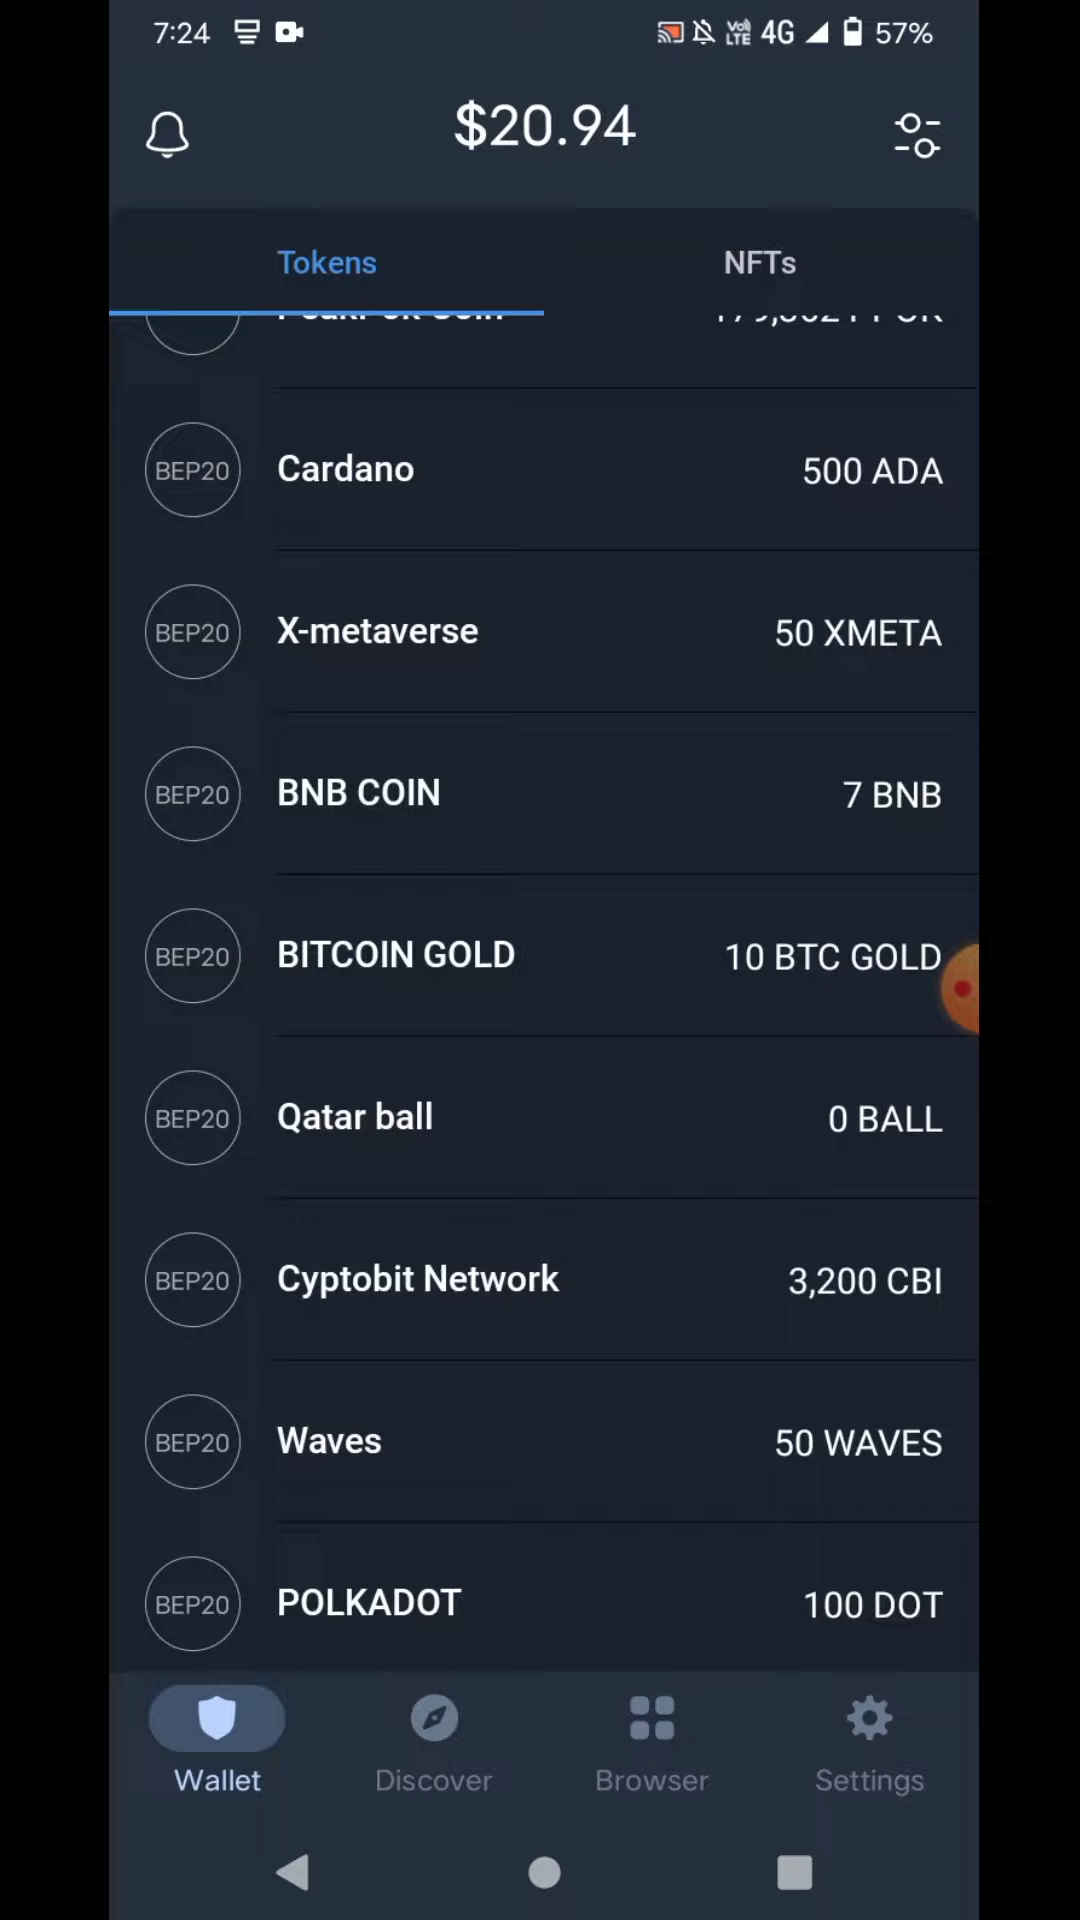 7:24 VoI) LTE 4G 57%
$20.94
Tokens NFTs
BEP20 Cardano 500 ADA
BEP20 X-metaverse 50 XMETA
BEP20 BNB COIN 7 BNB
BEP20 BITCOIN GOLD 10 BTC GOLD
BEP20 Qatar ball 0 BALL
BEP20 Cyptobit Network 3,200 CBI
BEP20 Waves 50 WAVES
BEP20 POLKADOT 100 DOT
Wallet Discover Browser Settings